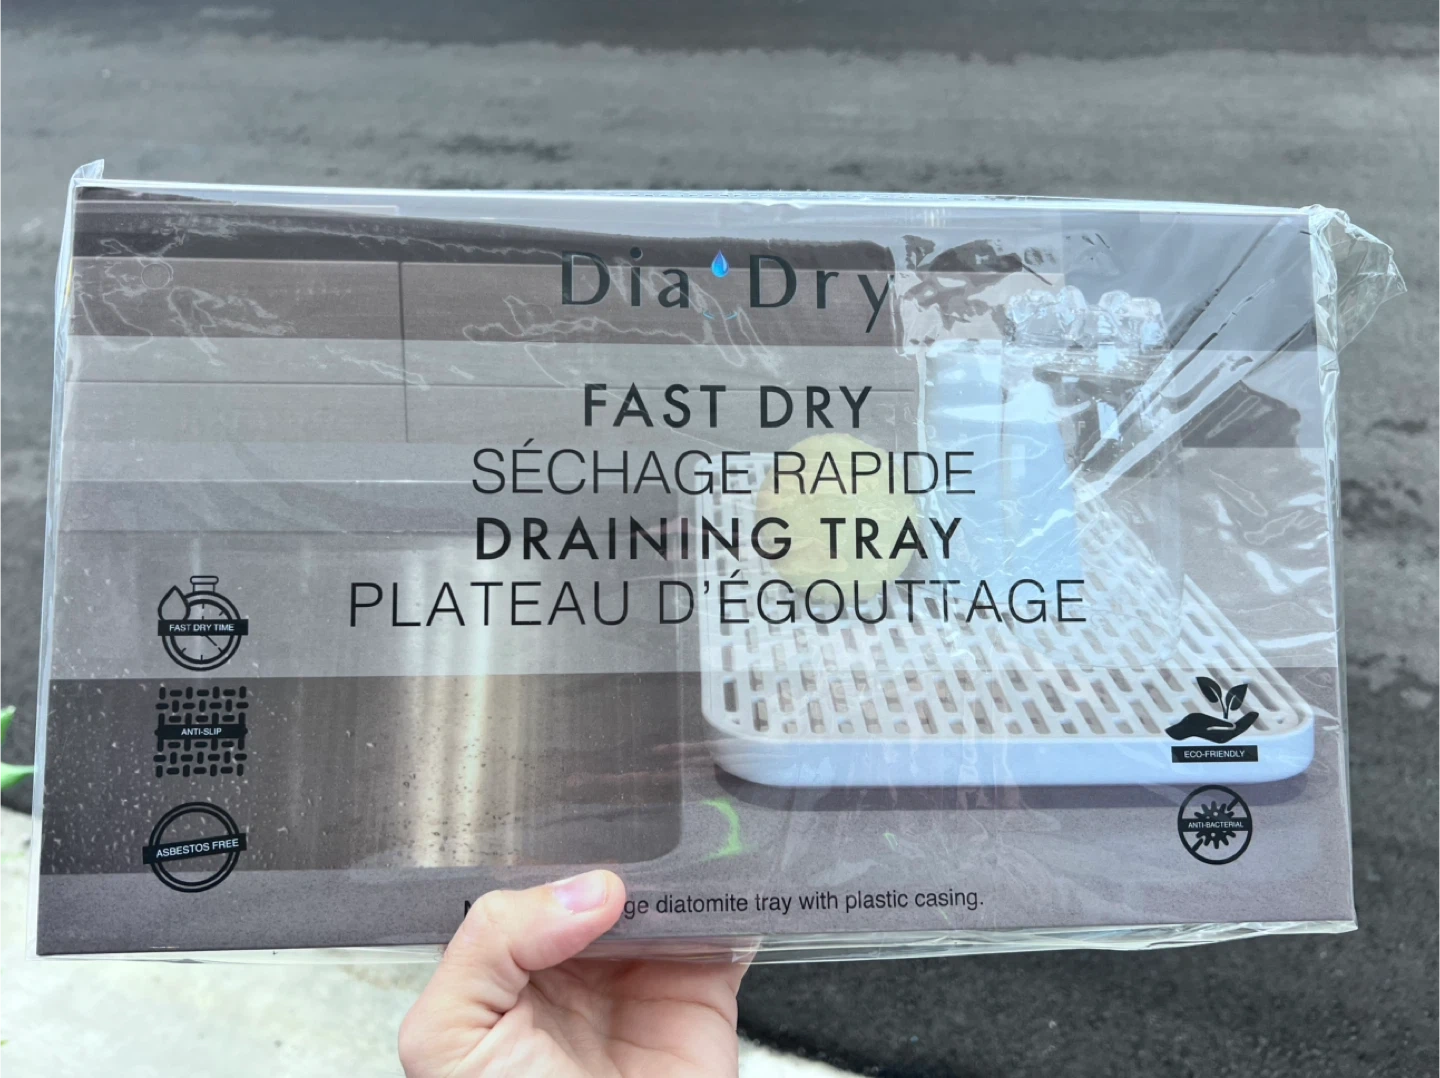 Dia Dry
FAST DRY
SÉCHAGE RAPIDE
DRAINING TRAY
PLATEAU D'ÉGOUTTAGE
FAST DRY TIME
ANTI-SLIP
ASBESTOS FREE
ECO-FRIENDLY
ANTI-BACTERIAL
diatomite tray with plastic casing.